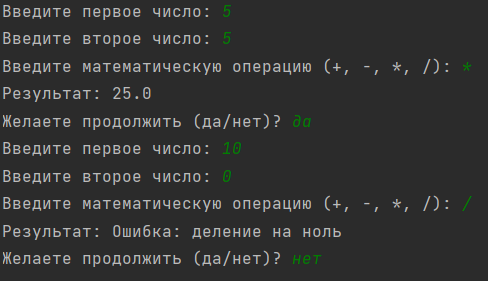 Введите первое число: 5
Введите второе число: 5
Введите математическую операцию (+, -, *, /): *
Результат: 25.0
Желаете продолжить (да/нет)? да
Введите первое число: 10
Введите второе число: 0
Введите математическую операцию (+, -, *, /): /
Результат: Ошибка: деление на ноль
Желаете продолжить (да/нет)? нет